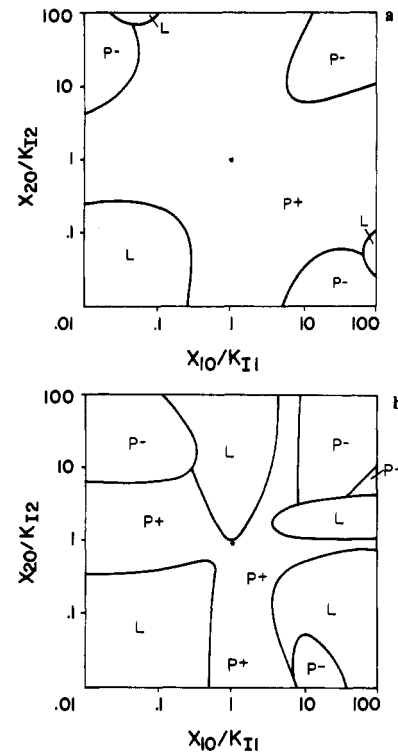 a
100
L
P-
P-
10
X20/KI2
1
P+
.1
L
L
P-
.01
.1
1
10
100
X10/KI1
b
100
P-
L
P-
10
P-
L
P+
X20/KI2
1
P+
.1
L
L
P+
P-
.01
.1
1
10
100
X10/KI1